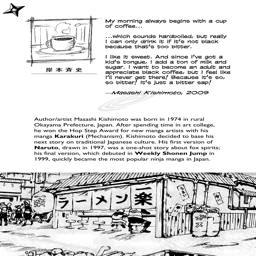 My morning always begins with a cup
of coffee...
...which sounds hardboiled, but really
I can only drink it if it's not black
because that's too bitter.
I like it sweet. And since I've got a
kid's tongue, I add a ton of milk and
sugar. I want to become an adult and
appreciate black coffee, but I feel like
I'll never get there! Because it's so,
so bitter! It's just a bitter sap!
—Masashi Kishimoto, 2009
岸本斉史
Author/artist Masashi Kishimoto was born in 1974 in rural
Okayama Prefecture, Japan. After spending time in art college,
he won the Hop Step Award for new manga artists with his
manga Karakuri (Mechanism). Kishimoto decided to base his
next story on traditional Japanese culture. His first version of
Naruto, drawn in 1997, was a one-shot story about fox spirits;
his final version, which debuted in Weekly Shonen Jump in
1999, quickly became the most popular ninja manga in Japan.
ラーメン楽